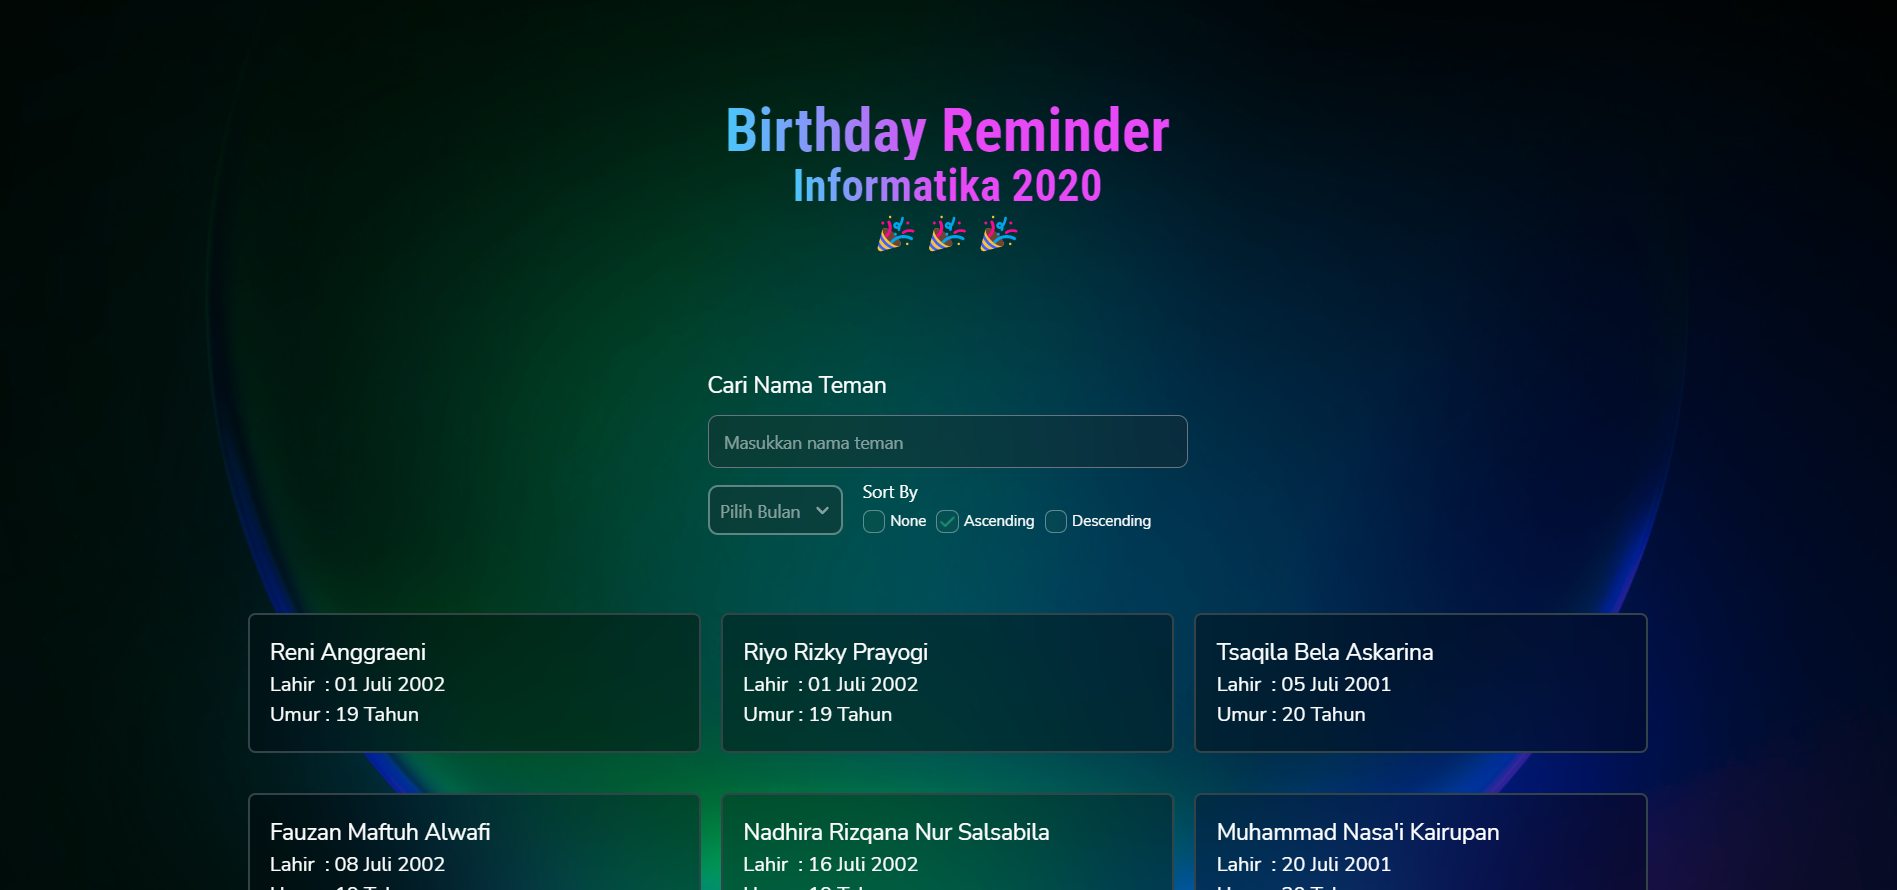 Birthday Reminder
Informatika 2020
Cari Nama Teman
Masukkan nama teman
Pilih Bulan
Sort By
None Ascending Descending
Reni Anggraeni
Lahir : 01 Juli 2002
Umur : 19 Tahun
Riyo Rizky Prayogi
Lahir : 01 Juli 2002
Umur : 19 Tahun
Tsaqila Bela Askarina
Lahir : 05 Juli 2001
Umur : 20 Tahun
Fauzan Maftuh Alwafi
Lahir : 08 Juli 2002
Nadhira Rizqana Nur Salsabila
Lahir : 16 Juli 2002
Muhammad Nasa'i Kairupan
Lahir : 20 Juli 2001